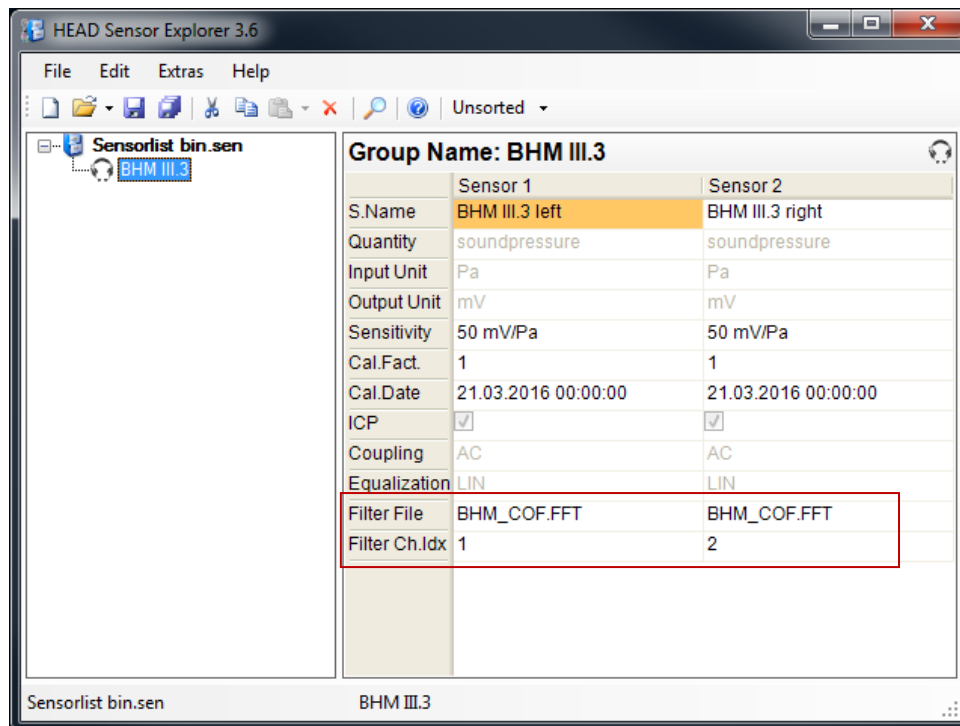 HEAD Sensor Explorer 3.6
File Edit Extras Help
Unsorted
Sensorlist bin.sen
BHM III.3
Group Name: BHM III.3
Sensor 1 Sensor 2
S.Name BHM III.3 left BHM III.3 right
Quantity soundpressure soundpressure
Input Unit Pa Pa
Output Unit mV mV
Sensitivity 50 mV/Pa 50 mV/Pa
Cal.Fact. 1 1
Cal.Date 21.03.2016 00:00:00 21.03.2016 00:00:00
ICP
Coupling AC AC
Equalization LIN LIN
Filter File BHM_COF.FFT BHM_COF.FFT
Filter Ch.Idx 1 2
Sensorlist bin.sen BHM III.3